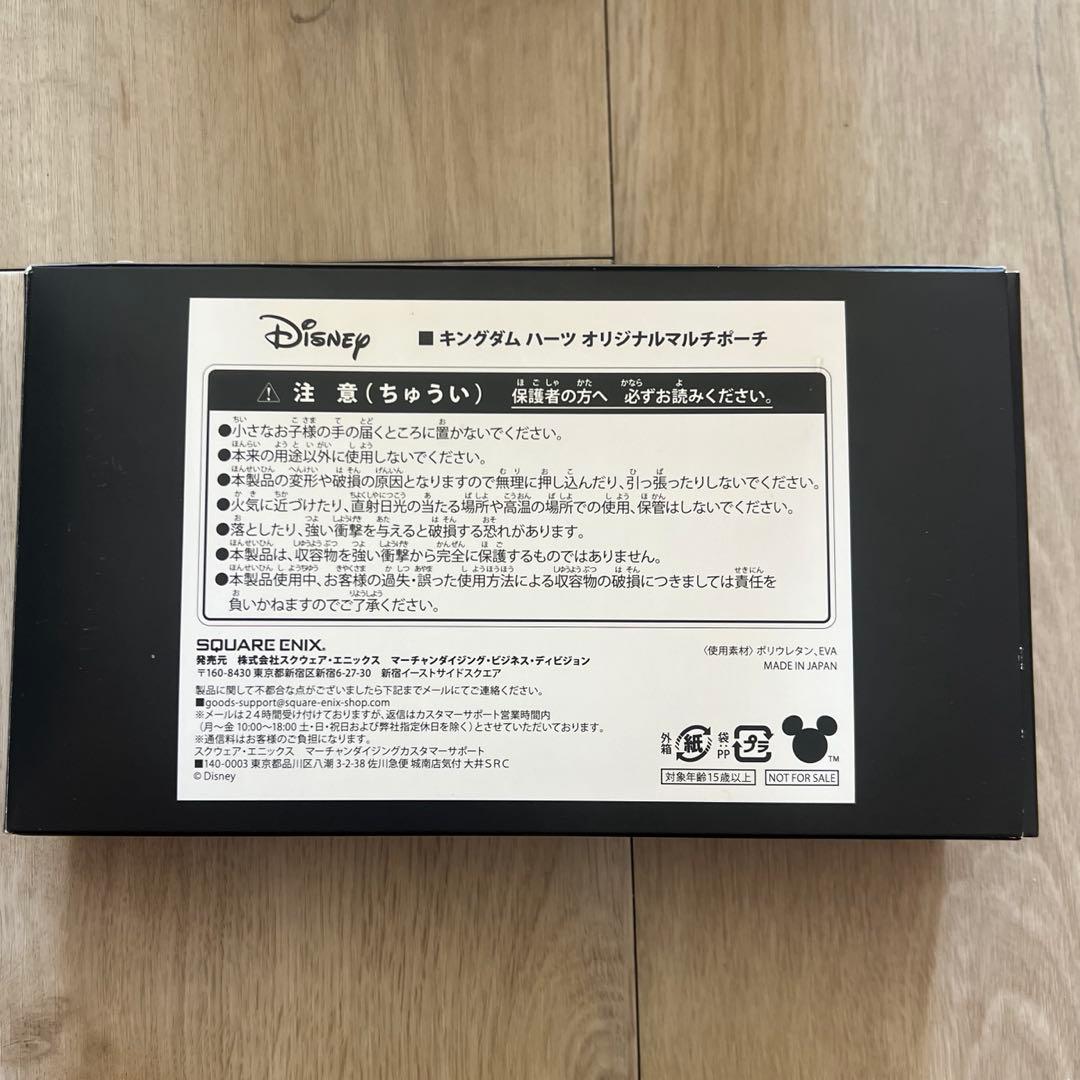 Disney
■キングダム ハーツ オリジナルマルチポーチ
⚠ 注 意（ちゅうい） 保護者の方へ 必ずお読みください。
●小さなお子様の手の届くところに置かないでください。
●本来の用途以外に使用しないでください。
●本製品の変形や破損の原因となりますので無理に押し込んだり、引っ張ったりしないでください。
●火気に近づけたり、直射日光の当たる場所や高温の場所での使用、保管はしないでください。
●落としたり、強い衝撃を与えると破損する恐れがあります。
●本製品は、収容物を強い衝撃から完全に保護するものではありません。
●本製品使用中、お客様の過失・誤った使用方法による収容物の破損につきましては責任を
負いかねますのでご了承ください。
SQUARE ENIX®
発売元 株式会社スクウェア・エニックス マーチャンダイジング・ビジネス・ディビジョン
〒160-8430 東京都新宿区新宿6-27-30 新宿イーストサイドスクエア
製品に関して不都合な点がございましたら下記までメールにてご連絡ください。
■goods-support@square-enix-shop.com
※メールは２４時間受け付けておりますが、返信はカスタマーサポート営業時間内
（月～金 10:00～18:00 土・日・祝日および弊社指定休日を除く）とさせていただいております。
※通信料はお客様のご負担になります。
スクウェア・エニックス マーチャンダイジングカスタマーサポート
■140-0003 東京都品川区八潮 3-2-38 佐川急便 城南店気付 大井ＳＲＣ
© Disney
〈使用素材〉ポリウレタン、EVA
MADE IN JAPAN
外箱 紙 袋:PP プラ TM
対象年齢15歳以上 NOT FOR SALE